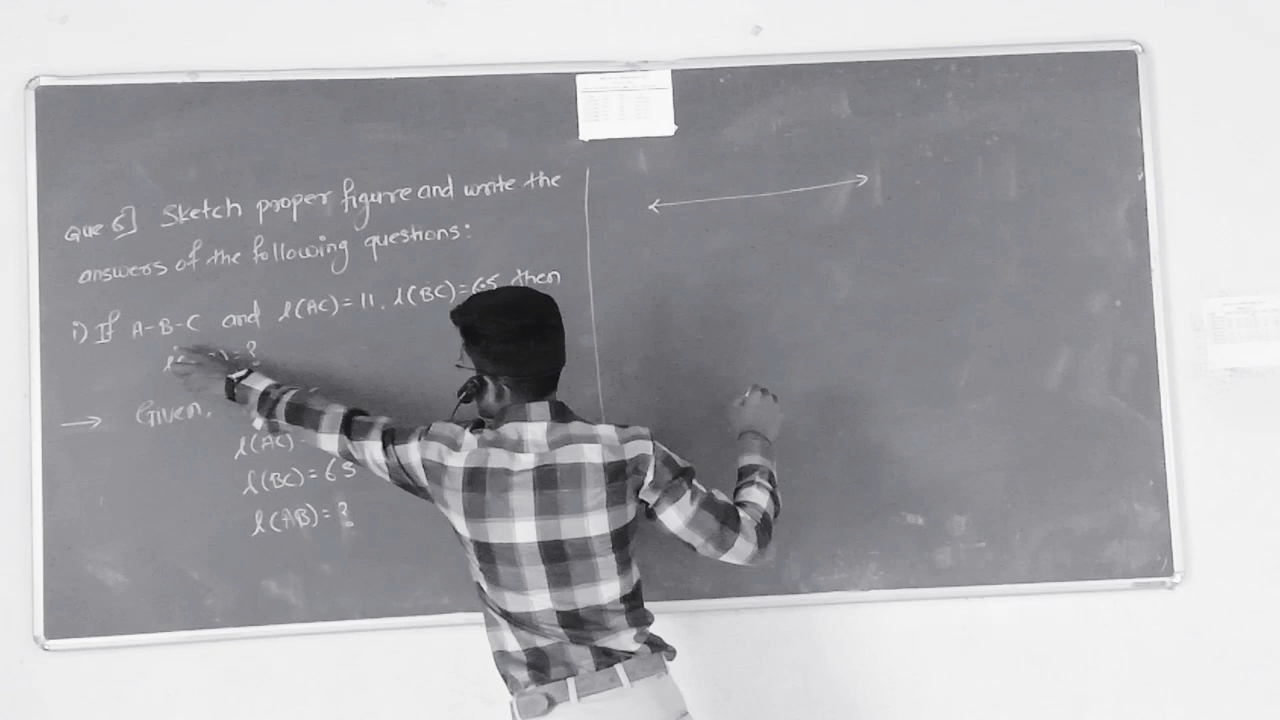 Que 6] Sketch proper figure and write the
answers of the following questions:
i) If A-B-C and l(AC)=11, l(BC)=6.5 then
?
→ Given,
l(AC)
l(BC)=6.5
l(AB)=?